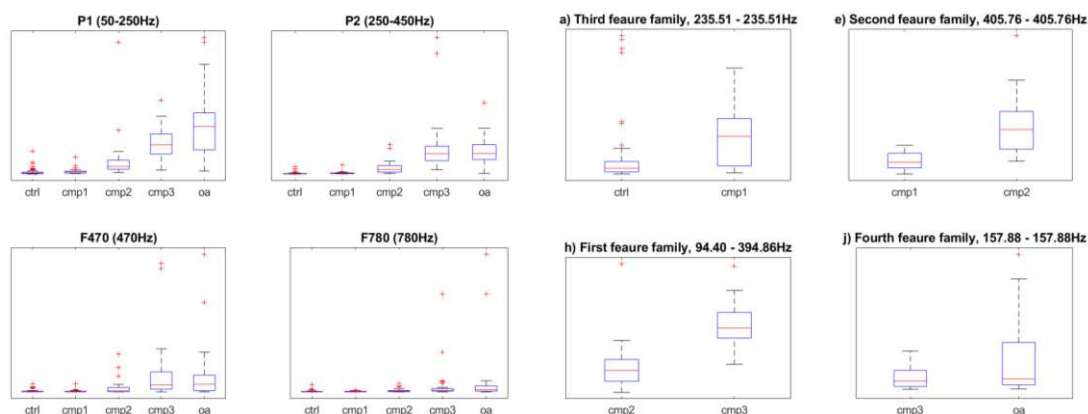 P1 (50-250Hz)
ctrl cmp1 cmp2 cmp3 oa
P2 (250-450Hz)
ctrl cmp1 cmp2 cmp3 oa
a) Third feaure family, 235.51 - 235.51Hz
ctrl cmp1
e) Second feaure family, 405.76 - 405.76Hz
cmp1 cmp2
F470 (470Hz)
ctrl cmp1 cmp2 cmp3 oa
F780 (780Hz)
ctrl cmp1 cmp2 cmp3 oa
h) First feaure family, 94.40 - 394.86Hz
cmp2 cmp3
j) Fourth feaure family, 157.88 - 157.88Hz
cmp3 oa